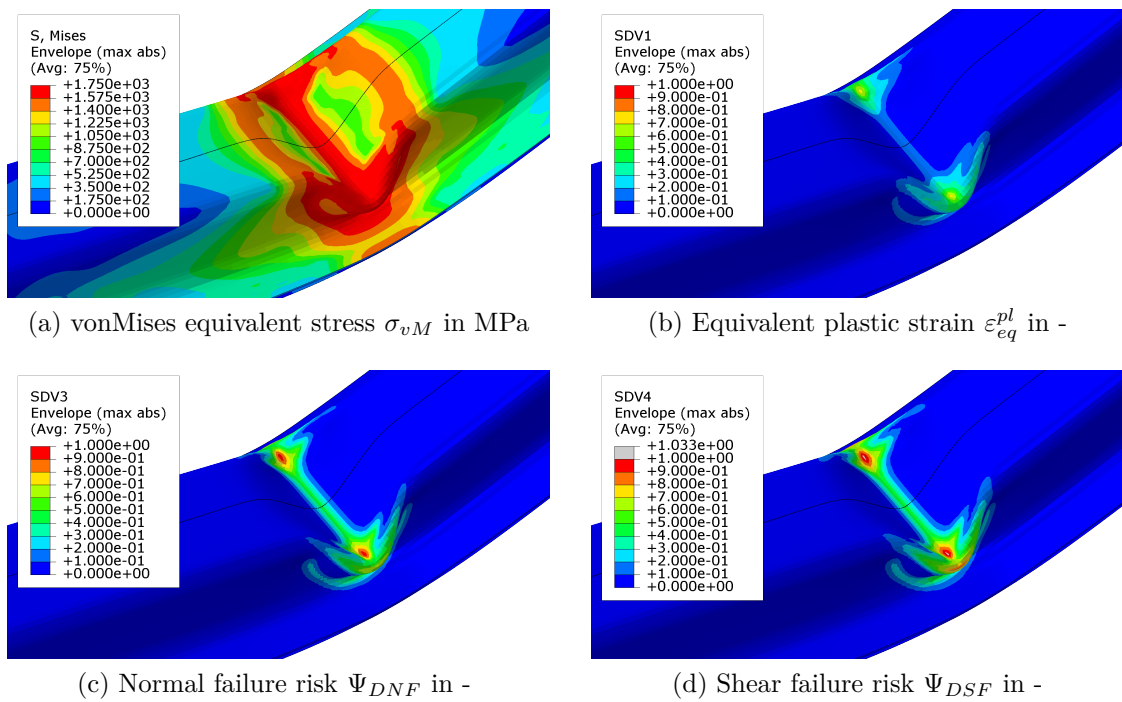 S, Mises
Envelope (max abs)
(Avg: 75%)
+1.750e+03
+1.575e+03
+1.400e+03
+1.225e+03
+1.050e+03
+8.750e+02
+7.000e+02
+5.250e+02
+3.500e+02
+1.750e+02
+0.000e+00
(a) vonMises equivalent stress σvM in MPa
SDV1
Envelope (max abs)
(Avg: 75%)
+1.000e+00
+9.000e-01
+8.000e-01
+7.000e-01
+6.000e-01
+5.000e-01
+4.000e-01
+3.000e-01
+2.000e-01
+1.000e-01
+0.000e+00
(b) Equivalent plastic strain ε^pl_eq in -
SDV3
Envelope (max abs)
(Avg: 75%)
+1.000e+00
+9.000e-01
+8.000e-01
+7.000e-01
+6.000e-01
+5.000e-01
+4.000e-01
+3.000e-01
+2.000e-01
+1.000e-01
+0.000e+00
(c) Normal failure risk ΨDNF in -
SDV4
Envelope (max abs)
(Avg: 75%)
+1.033e+00
+1.000e+00
+9.000e-01
+8.000e-01
+7.000e-01
+6.000e-01
+5.000e-01
+4.000e-01
+3.000e-01
+2.000e-01
+1.000e-01
+0.000e+00
(d) Shear failure risk ΨDSF in -